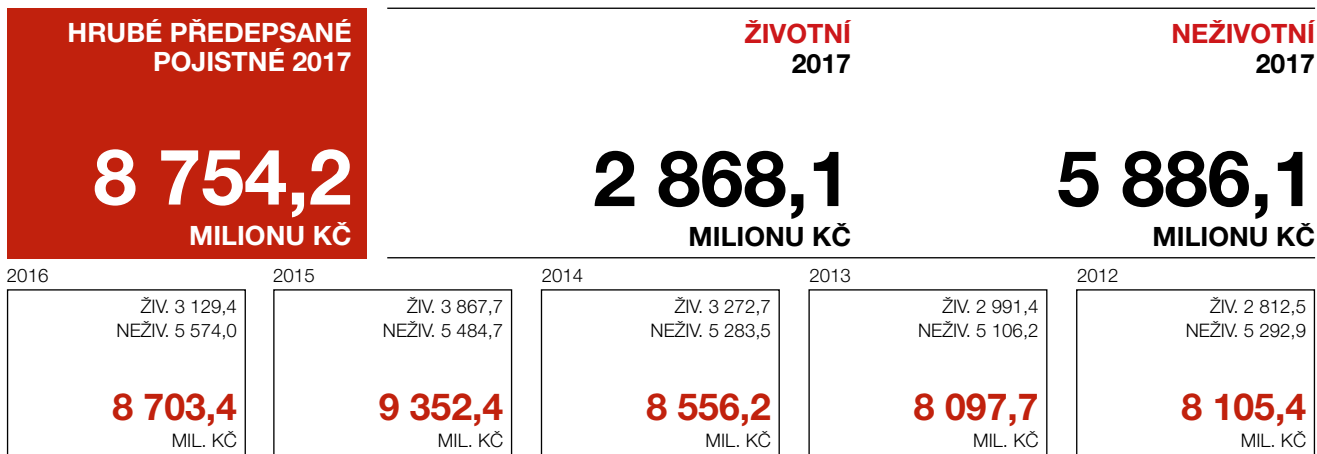 HRUBÉ PŘEDEPSANÉ
POJISTNÉ 2017
8 754,2
MILIONU KČ
ŽIVOTNÍ
2017
2 868,1
MILIONU KČ
NEŽIVOTNÍ
2017
5 886,1
MILIONU KČ
2016
ŽIV. 3 129,4
NEŽIV. 5 574,0
8 703,4
MIL. KČ
2015
ŽIV. 3 867,7
NEŽIV. 5 484,7
9 352,4
MIL. KČ
2014
ŽIV. 3 272,7
NEŽIV. 5 283,5
8 556,2
MIL. KČ
2013
ŽIV. 2 991,4
NEŽIV. 5 106,2
8 097,7
MIL. KČ
2012
ŽIV. 2 812,5
NEŽIV. 5 292,9
8 105,4
MIL. KČ